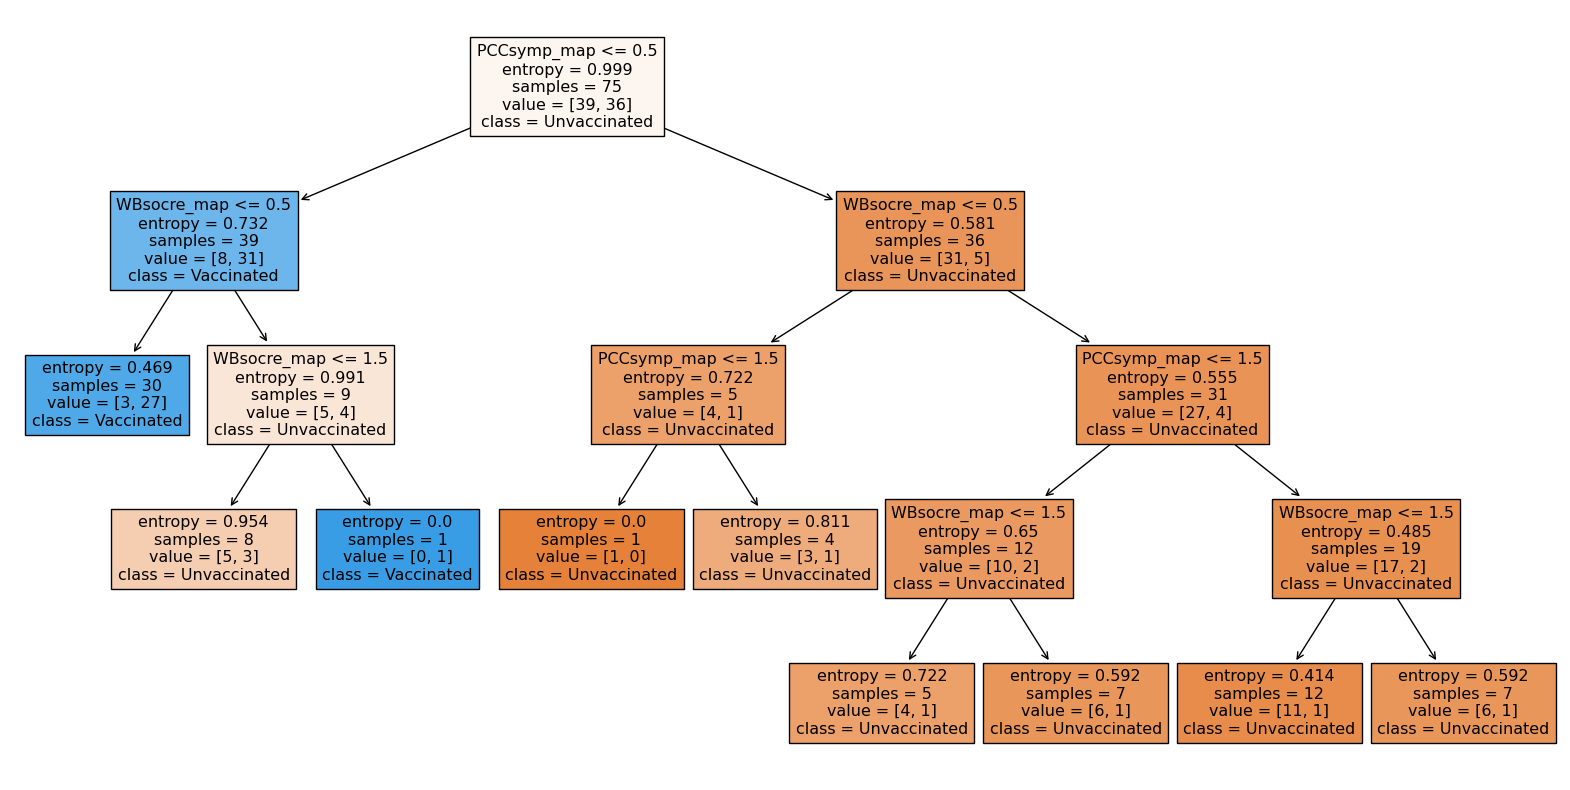 PCCsymp_map <= 0.5
entropy = 0.999
samples = 75
value = [39, 36]
class = Unvaccinated
WBsocre_map <= 0.5
entropy = 0.732
samples = 39
value = [8, 31]
class = Vaccinated
WBsocre_map <= 0.5
entropy = 0.581
samples = 36
value = [31, 5]
class = Unvaccinated
entropy = 0.469
samples = 30
value = [3, 27]
class = Vaccinated
WBsocre_map <= 1.5
entropy = 0.991
samples = 9
value = [5, 4]
class = Unvaccinated
PCCsymp_map <= 1.5
entropy = 0.722
samples = 5
value = [4, 1]
class = Unvaccinated
PCCsymp_map <= 1.5
entropy = 0.555
samples = 31
value = [27, 4]
class = Unvaccinated
entropy = 0.954
samples = 8
value = [5, 3]
class = Unvaccinated
entropy = 0.0
samples = 1
value = [0, 1]
class = Vaccinated
entropy = 0.0
samples = 1
value = [1, 0]
class = Unvaccinated
entropy = 0.811
samples = 4
value = [3, 1]
class = Unvaccinated
WBsocre_map <= 1.5
entropy = 0.65
samples = 12
value = [10, 2]
class = Unvaccinated
WBsocre_map <= 1.5
entropy = 0.485
samples = 19
value = [17, 2]
class = Unvaccinated
entropy = 0.722
samples = 5
value = [4, 1]
class = Unvaccinated
entropy = 0.592
samples = 7
value = [6, 1]
class = Unvaccinated
entropy = 0.414
samples = 12
value = [11, 1]
class = Unvaccinated
entropy = 0.592
samples = 7
value = [6, 1]
class = Unvaccinated